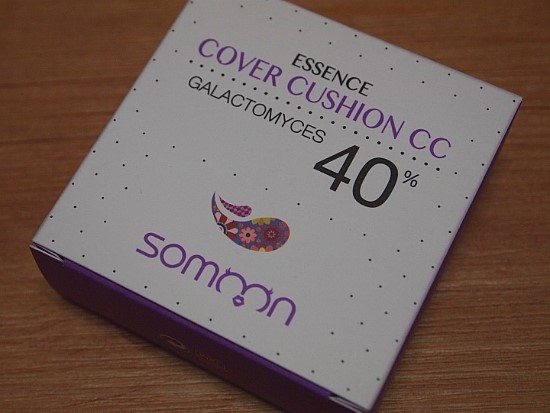 ESSENCE
COVER CUSHION CC
GALACTOMYCES
40%
somoon